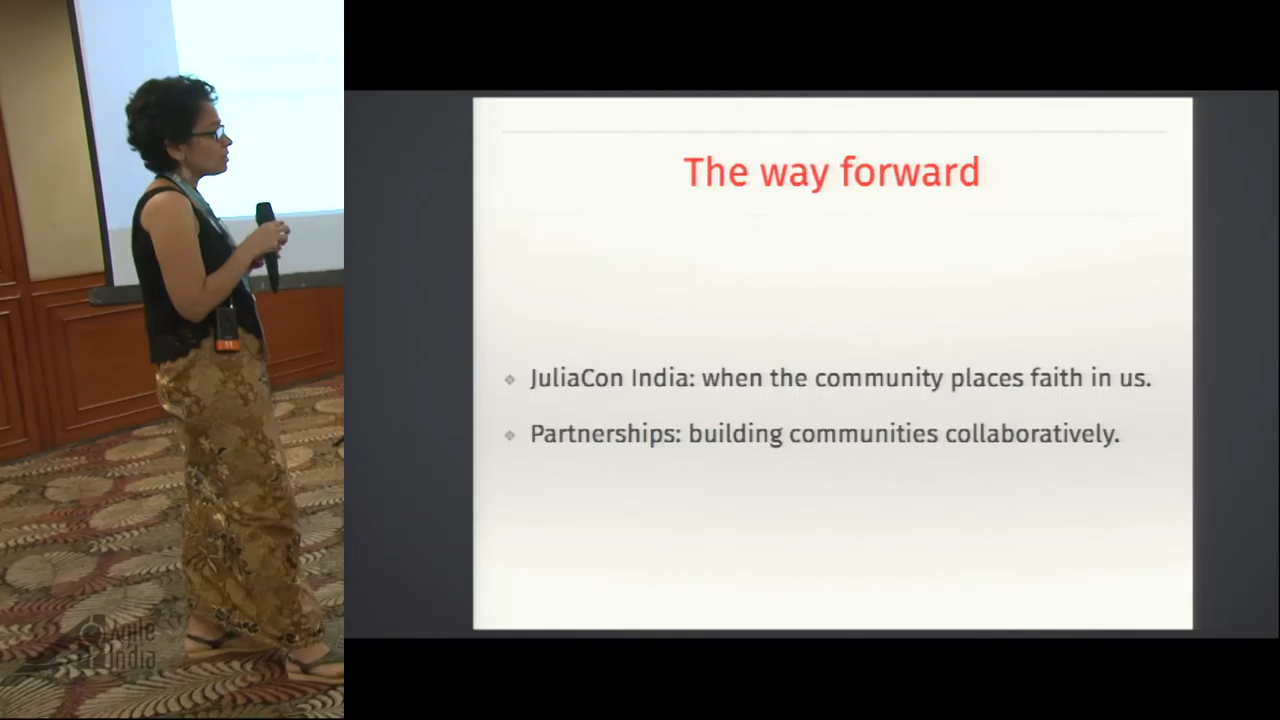 The way forward
JuliaCon India: when the community places faith in us.
Partnerships: building communities collaboratively.
Agile
India